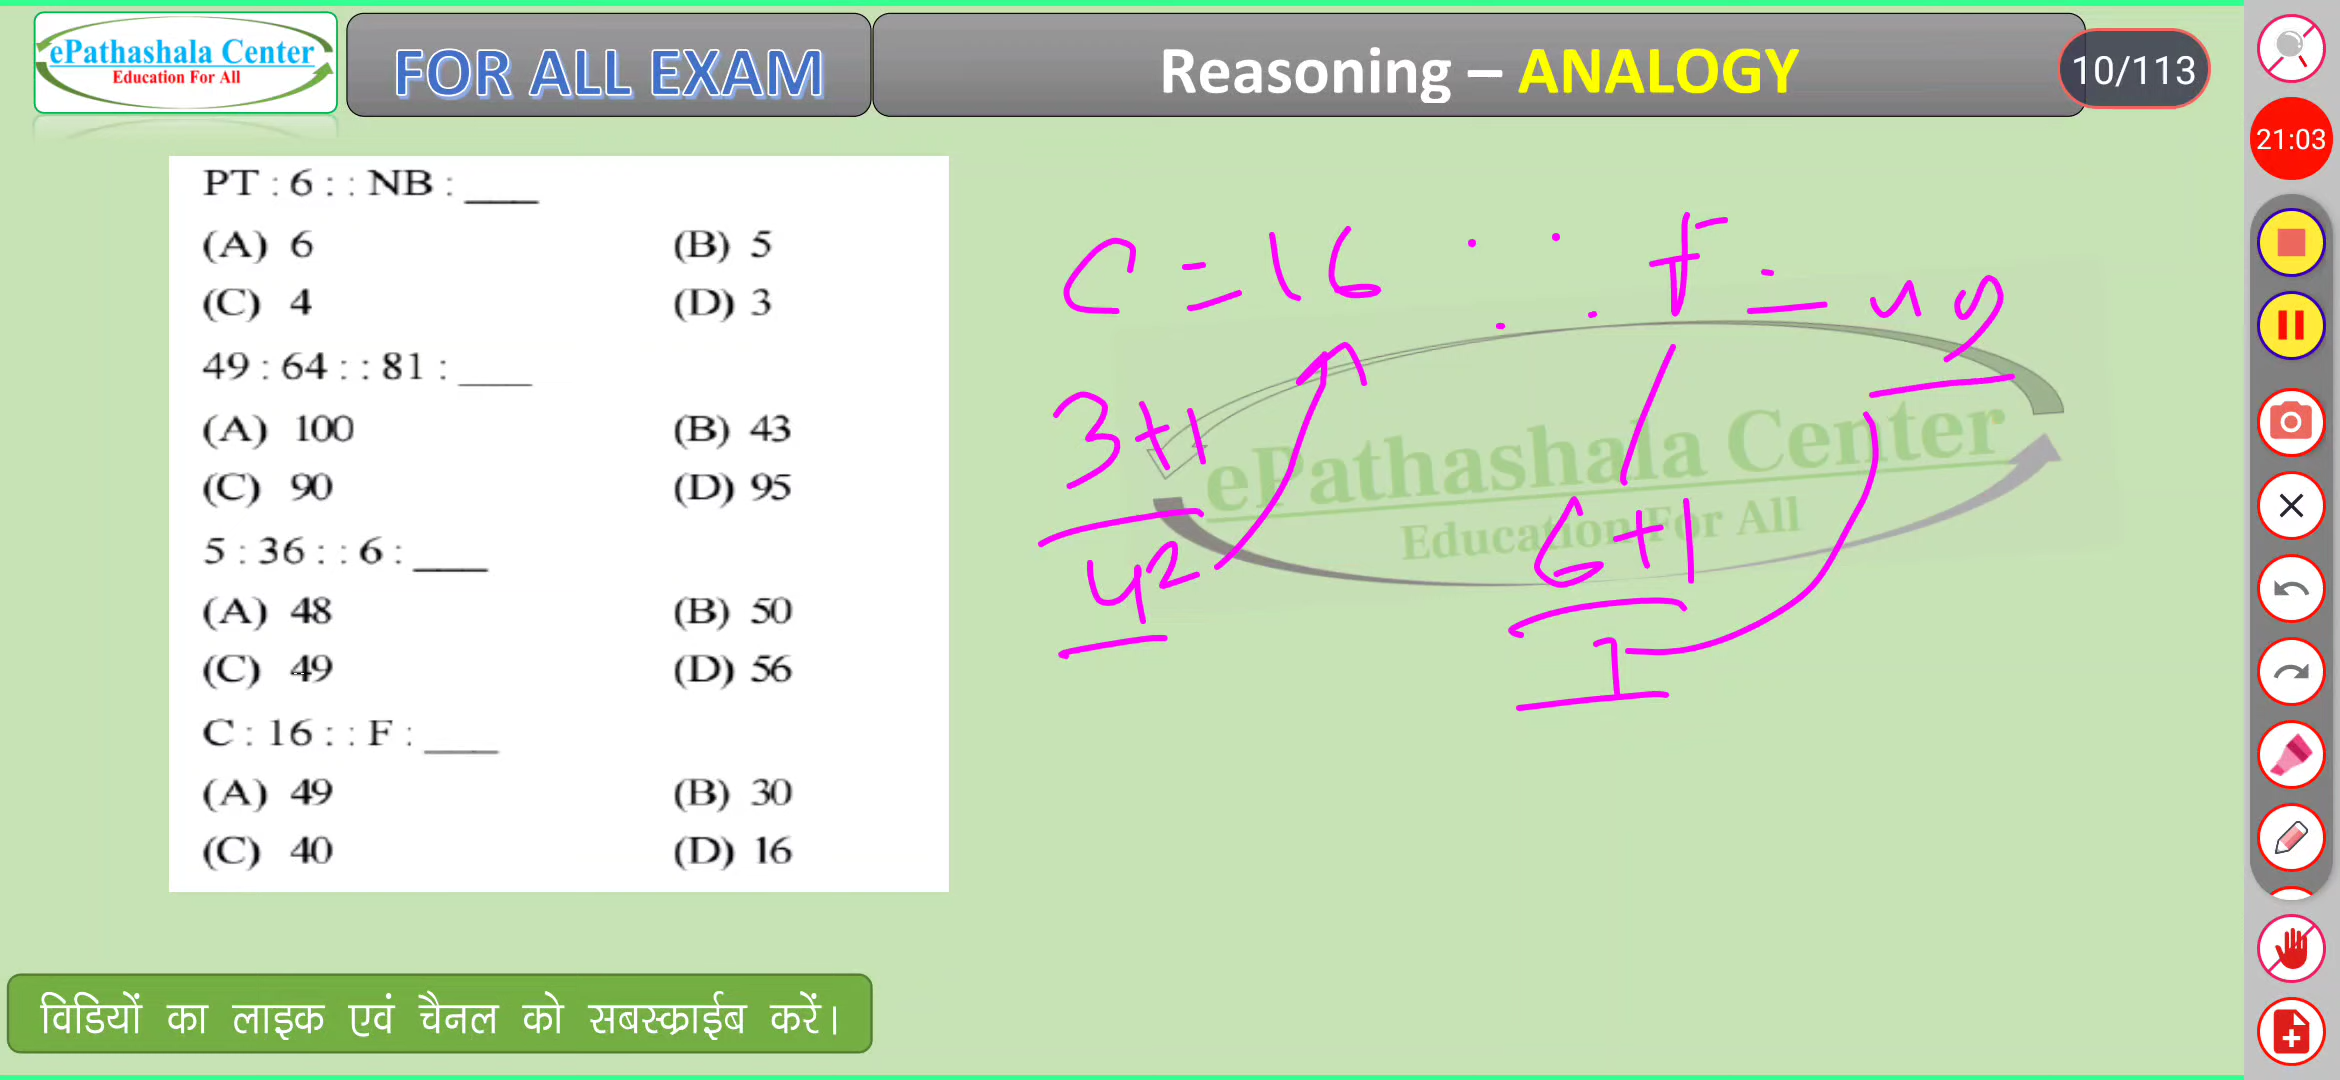 ePathashala Center
Education For All
FOR ALL EXAM
Reasoning – ANALOGY
10/113
21:03
PT : 6 : : NB : ____
(A) 6 (B) 5
(C) 4 (D) 3
49 : 64 : : 81 : ____
(A) 100 (B) 43
(C) 90 (D) 95
5 : 36 : : 6 : ____
(A) 48 (B) 50
(C) 49 (D) 56
C : 16 : : F : ____
(A) 49 (B) 30
(C) 40 (D) 16
C = 16 : : F = 49
3+1
4²
6+1
7
ePathashala Center
Education For All
विडियों का लाइक एवं चैनल को सबस्क्राईब करें।